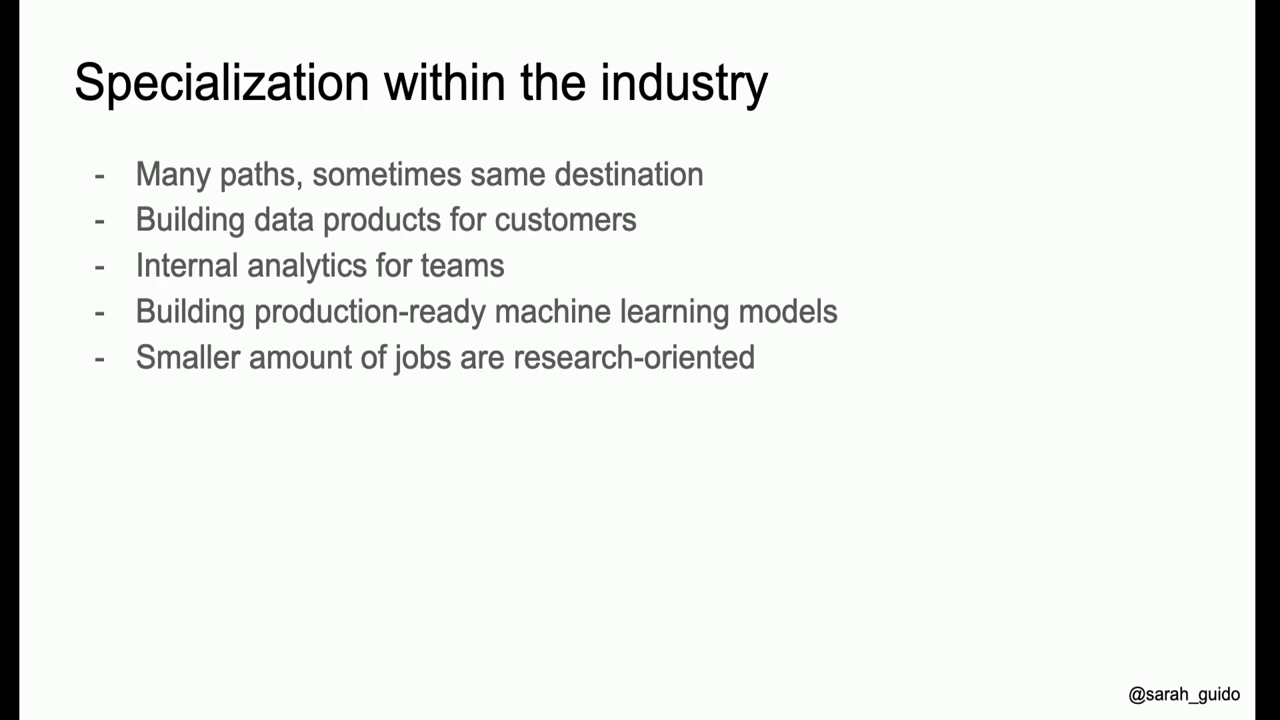 Specialization within the industry
- Many paths, sometimes same destination
- Building data products for customers
- Internal analytics for teams
- Building production-ready machine learning models
- Smaller amount of jobs are research-oriented
@sarah_guido